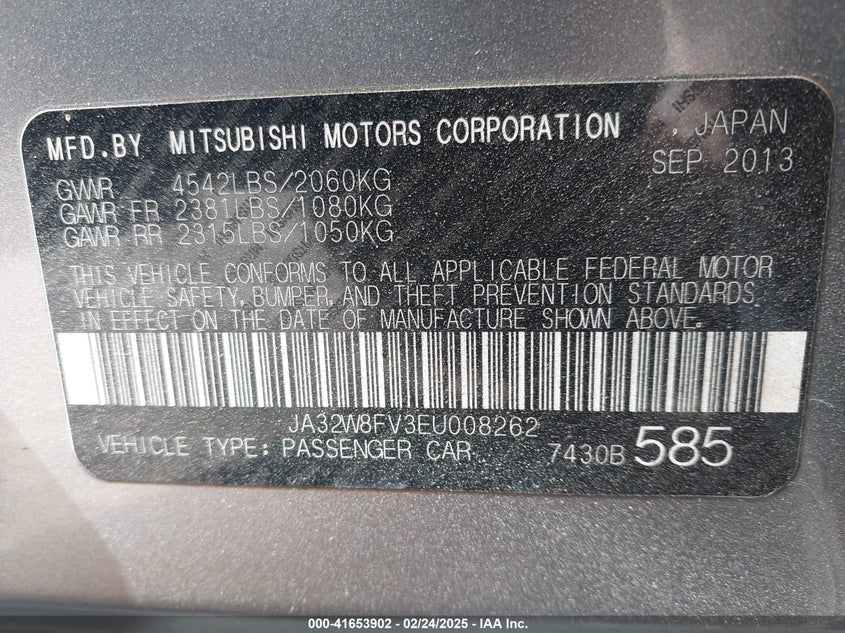 MFD.BY MITSUBISHI MOTORS CORPORATION , JAPAN
SEP 2013
GVWR 4542LBS/2060KG
GAWR FR 2381LBS/1080KG
GAWR RR 2315LBS/1050KG
THIS VEHICLE CONFORMS TO ALL APPLICABLE FEDERAL MOTOR
VEHICLE SAFETY, BUMPER, AND THEFT PREVENTION STANDARDS
IN EFFECT ON THE DATE OF MANUFACTURE SHOWN ABOVE.
JA32W8FV3EU008262
VEHICLE TYPE: PASSENGER CAR 7430B 585
000-41653902 - 02/24/2025 - IAA Inc.